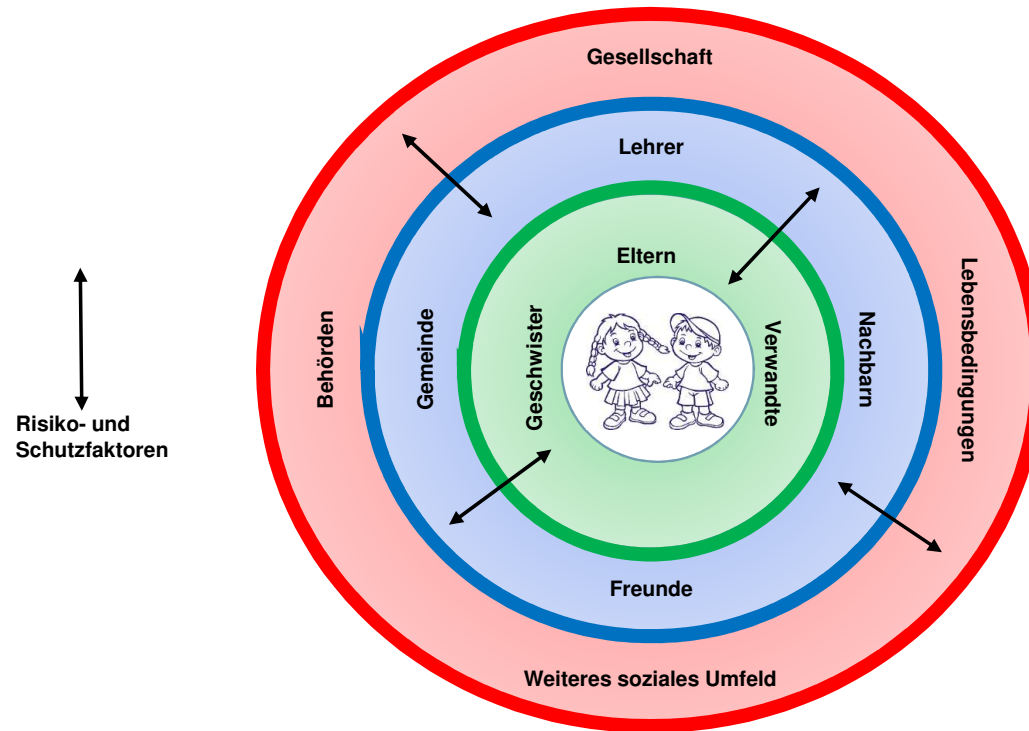 Gesellschaft
Lehrer
Eltern
Behörden
Gemeinde
Geschwister
Verwandte
Nachbarn
Lebensbedingungen
Risiko- und
Schutzfaktoren
Freunde
Weiteres soziales Umfeld